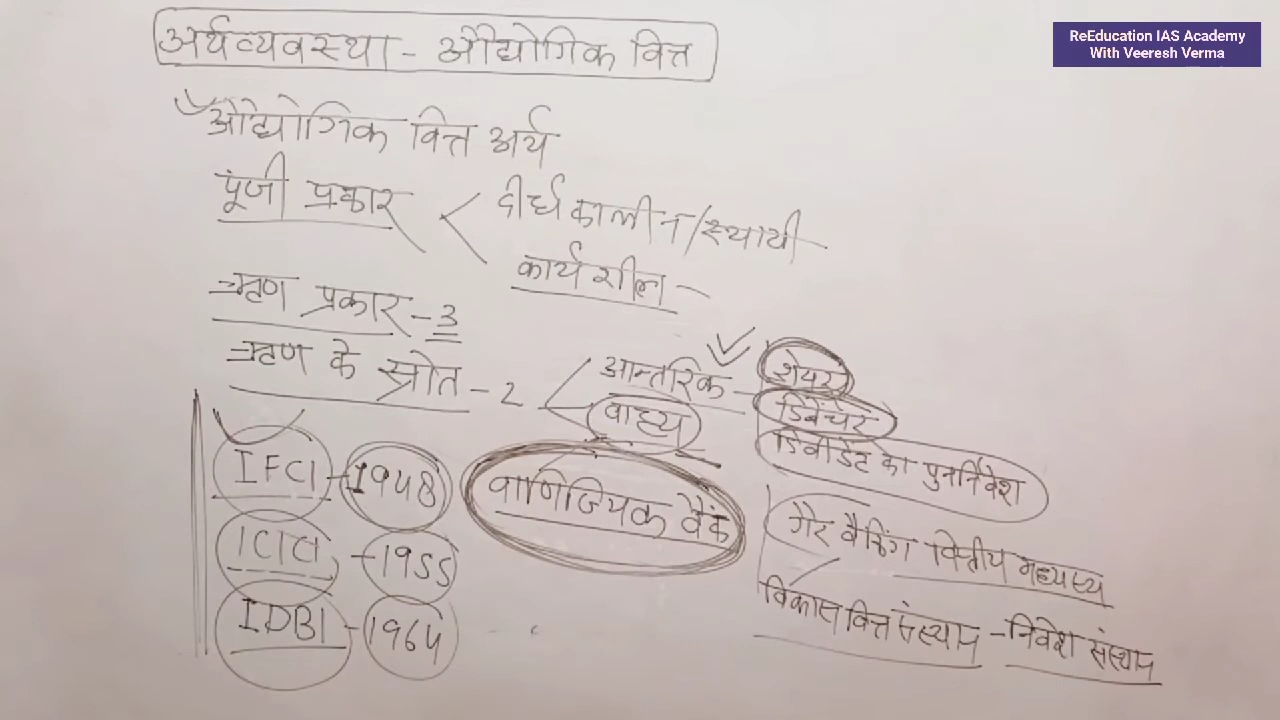 अर्थव्यवस्था - औद्योगिक वित्त
ReEducation IAS Academy
With Veeresh Verma
औद्योगिक वित्त अर्थ
पूंजी प्रकार
दीर्घकालीन/स्थायी
कार्यशील -
ऋण प्रकार - 3
ऋण के स्रोत - 2
आन्तरिक - शेयर
वाह्य
डिबेंचर
डिवीडेंट का पुनर्निवेश
IFCI - 1948
वाणिज्यिक बैंक
गैर बैंकिंग वित्तीय मध्यस्थ
ICICI - 1955
विकास वित्त संस्थान - निवेश संस्थान
IDBI - 1964